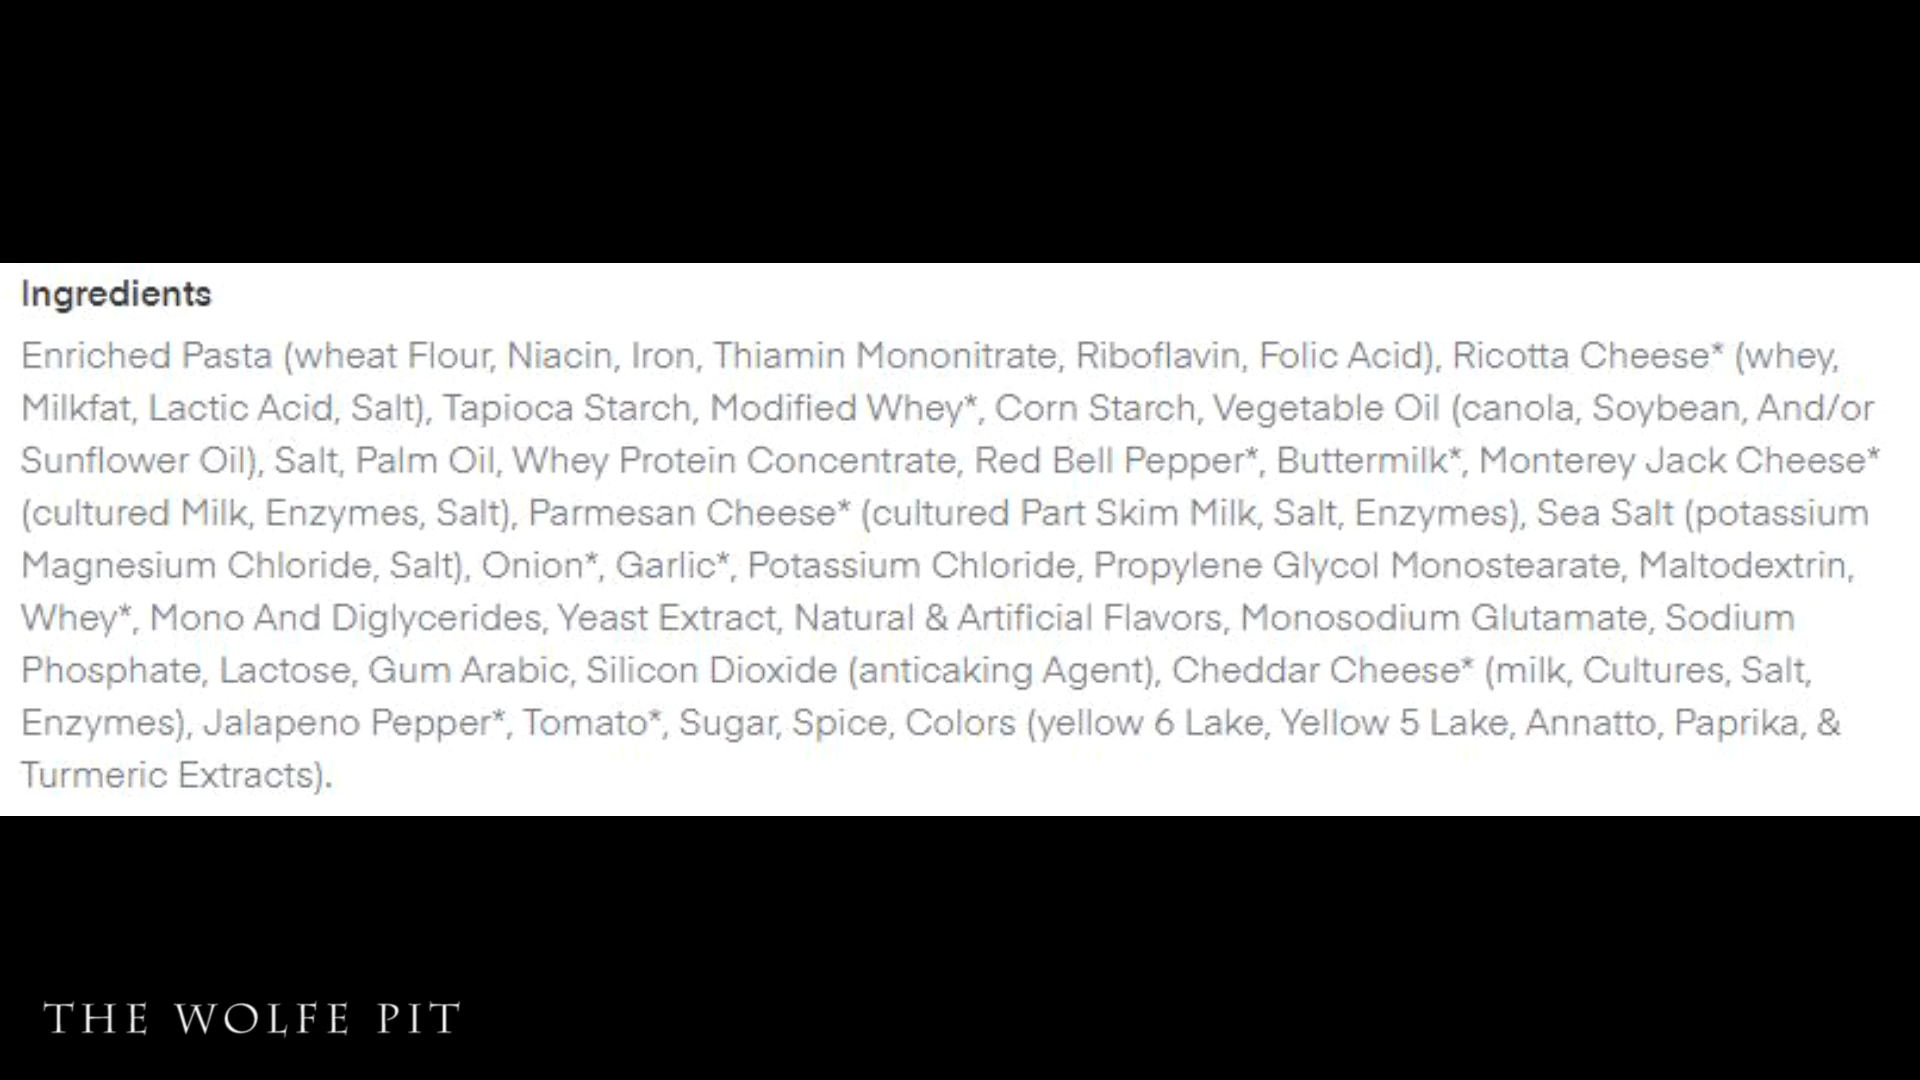 Ingredients
Enriched Pasta (wheat Flour, Niacin, Iron, Thiamin Mononitrate, Riboflavin, Folic Acid), Ricotta Cheese* (whey,
Milkfat, Lactic Acid, Salt), Tapioca Starch, Modified Whey*, Corn Starch, Vegetable Oil (canola, Soybean, And/or
Sunflower Oil), Salt, Palm Oil, Whey Protein Concentrate, Red Bell Pepper*, Buttermilk*, Monterey Jack Cheese*
(cultured Milk, Enzymes, Salt), Parmesan Cheese* (cultured Part Skim Milk, Salt, Enzymes), Sea Salt (potassium
Magnesium Chloride, Salt), Onion*, Garlic*, Potassium Chloride, Propylene Glycol Monostearate, Maltodextrin,
Whey*, Mono And Diglycerides, Yeast Extract, Natural & Artificial Flavors, Monosodium Glutamate, Sodium
Phosphate, Lactose, Gum Arabic, Silicon Dioxide (anticaking Agent), Cheddar Cheese* (milk, Cultures, Salt,
Enzymes), Jalapeno Pepper*, Tomato*, Sugar, Spice, Colors (yellow 6 Lake, Yellow 5 Lake, Annatto, Paprika, &
Turmeric Extracts).
THE WOLFE PIT